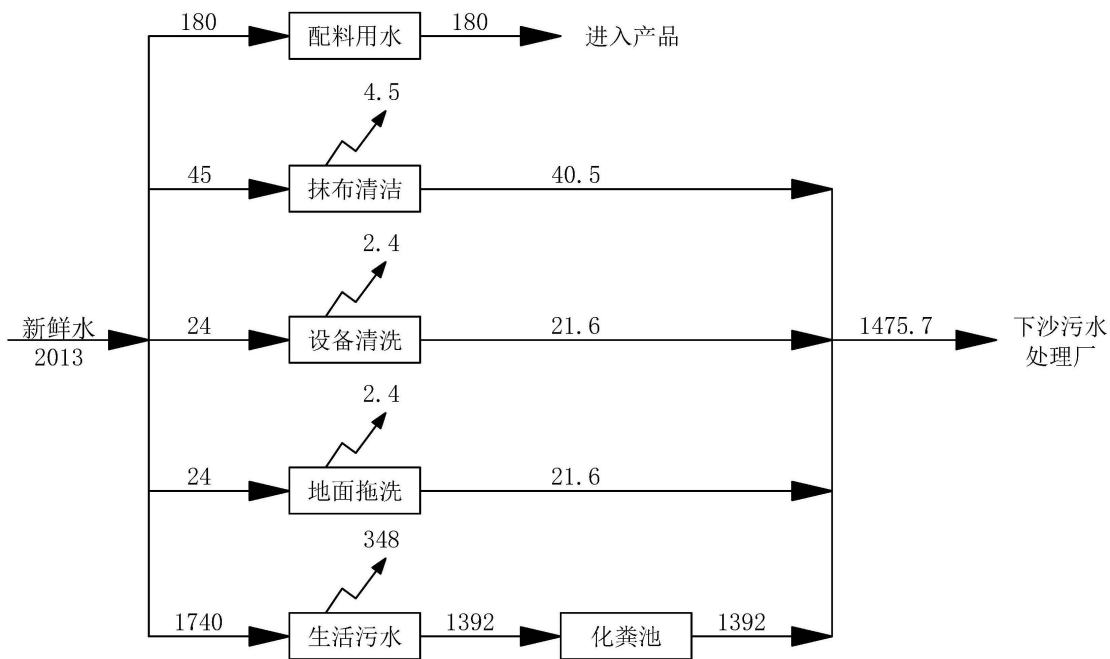 180
配料用水
180
进入产品
4.5
45
抹布清洁
40.5
2.4
新鲜水
2013
24
设备清洗
21.6
1475.7
下沙污水
处理厂
2.4
24
地面拖洗
21.6
348
1740
生活污水
1392
化粪池
1392